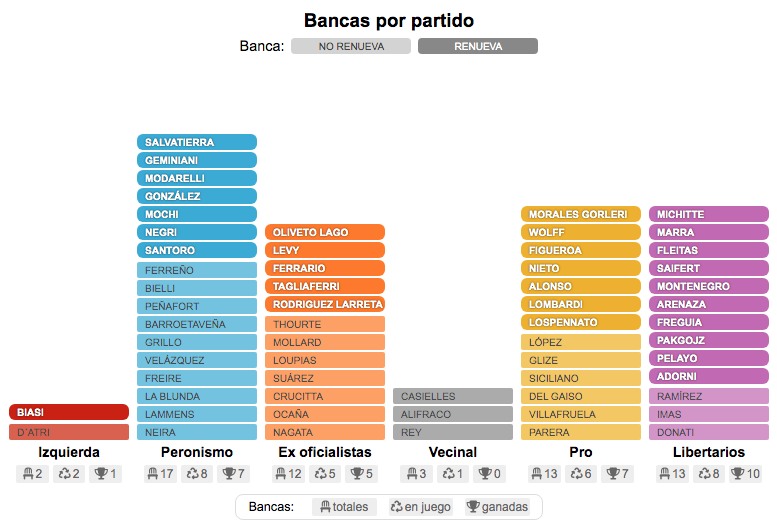 Bancas por partido
Banca: NO RENUEVA RENUEVA
BIASI
D'ATRI
Izquierda
2 2 1
SALVATIERRA
GEMINIANI
MODARELLI
GONZÁLEZ
MOCHI
NEGRI
SANTORO
FERREÑO
BIELLI
PEÑAFORT
BARROETAVEÑA
GRILLO
VELÁZQUEZ
FREIRE
LA BLUNDA
LAMMENS
NEIRA
Peronismo
17 8 7
OLIVETO LAGO
LEVY
FERRARIO
TAGLIAFERRI
RODRIGUEZ LARRETA
THOURTE
MOLLARD
LOUPIAS
SUÁREZ
CRUCITTA
OCAÑA
NAGATA
Ex oficialistas
12 5 5
CASIELLES
ALIFRACO
REY
Vecinal
3 1 0
MORALES GORLERI
WOLFF
FIGUEROA
NIETO
ALONSO
LOMBARDI
LOSPENNATO
LÓPEZ
GLIZE
SICILIANO
DEL GAISO
VILLAFRUELA
PARERA
Pro
13 6 7
MICHITTE
MARRA
FLEITAS
SAIFERT
MONTENEGRO
ARENAZA
FREGUIA
PAKGOJZ
PELAYO
ADORNI
RAMÍREZ
IMAS
DONATI
Libertarios
13 8 10
Bancas: totales en juego ganadas